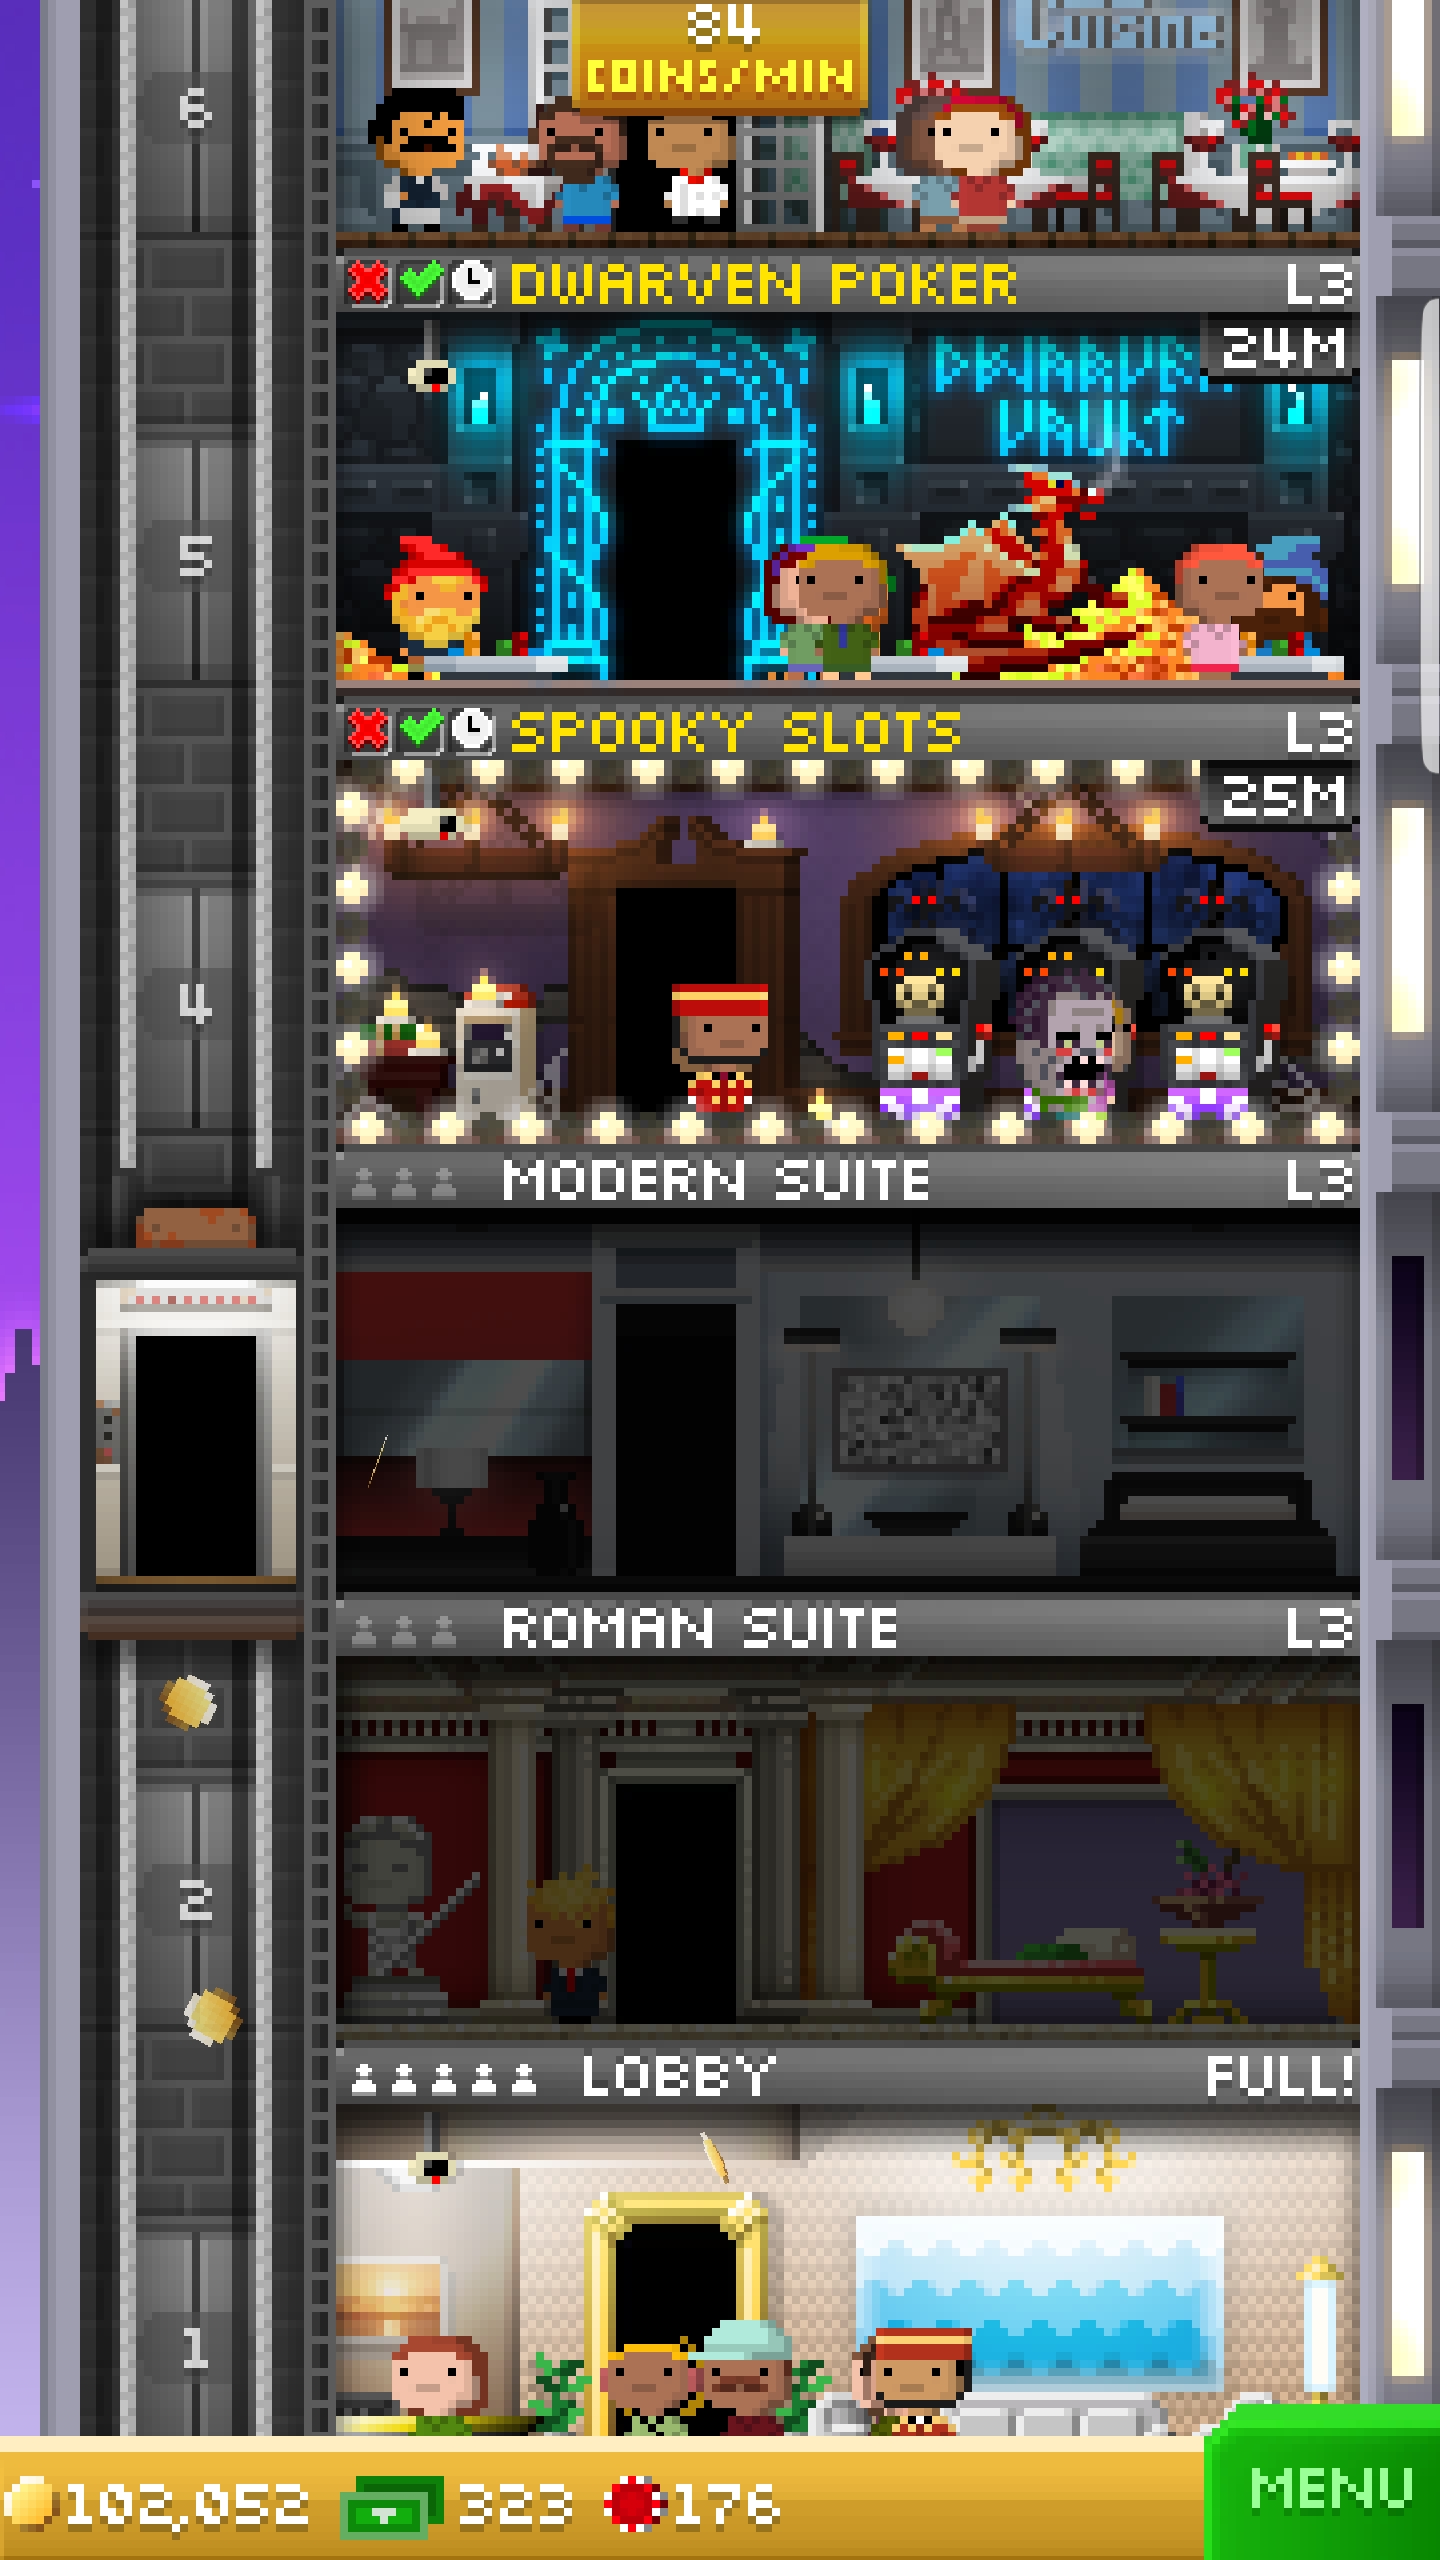 84
COINS/MIN
Cuisine
6
DWARVEN POKER
L3
24M
DWARVEN
VAULT
5
SPOOKY SLOTS
L3
25M
4
MODERN SUITE
L3
ROMAN SUITE
L3
2
LOBBY
FULL!
1
102,052
323
176
MENU